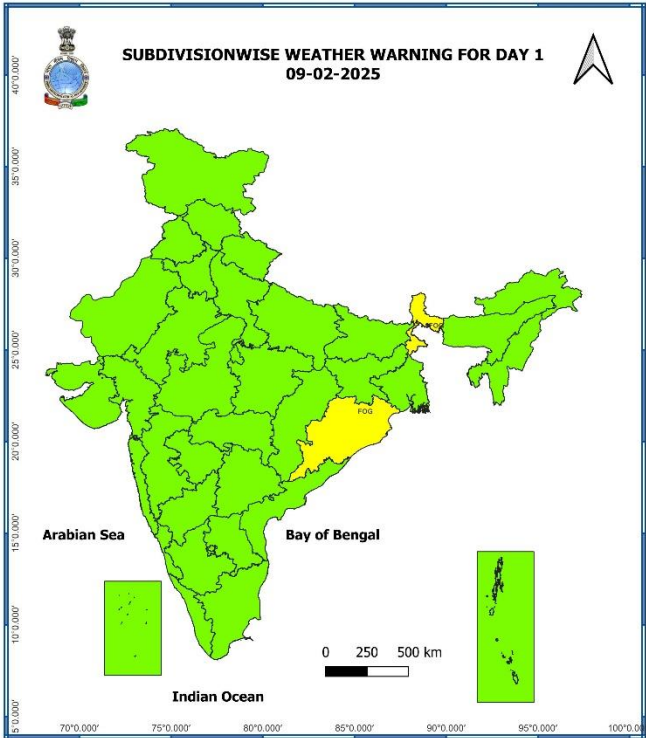 SUBDIVISIONWISE WEATHER WARNING FOR DAY 1
09-02-2025
40°0.000'
35°0.000'
30°0.000'
25°0.000'
20°0.000'
15°0.000'
10°0.000'
5°0.000'
FOG
FOG
Arabian Sea
Bay of Bengal
0 250 500 km
Indian Ocean
70°0.000' 75°0.000' 80°0.000' 85°0.000' 90°0.000' 95°0.000' 100°0.000'